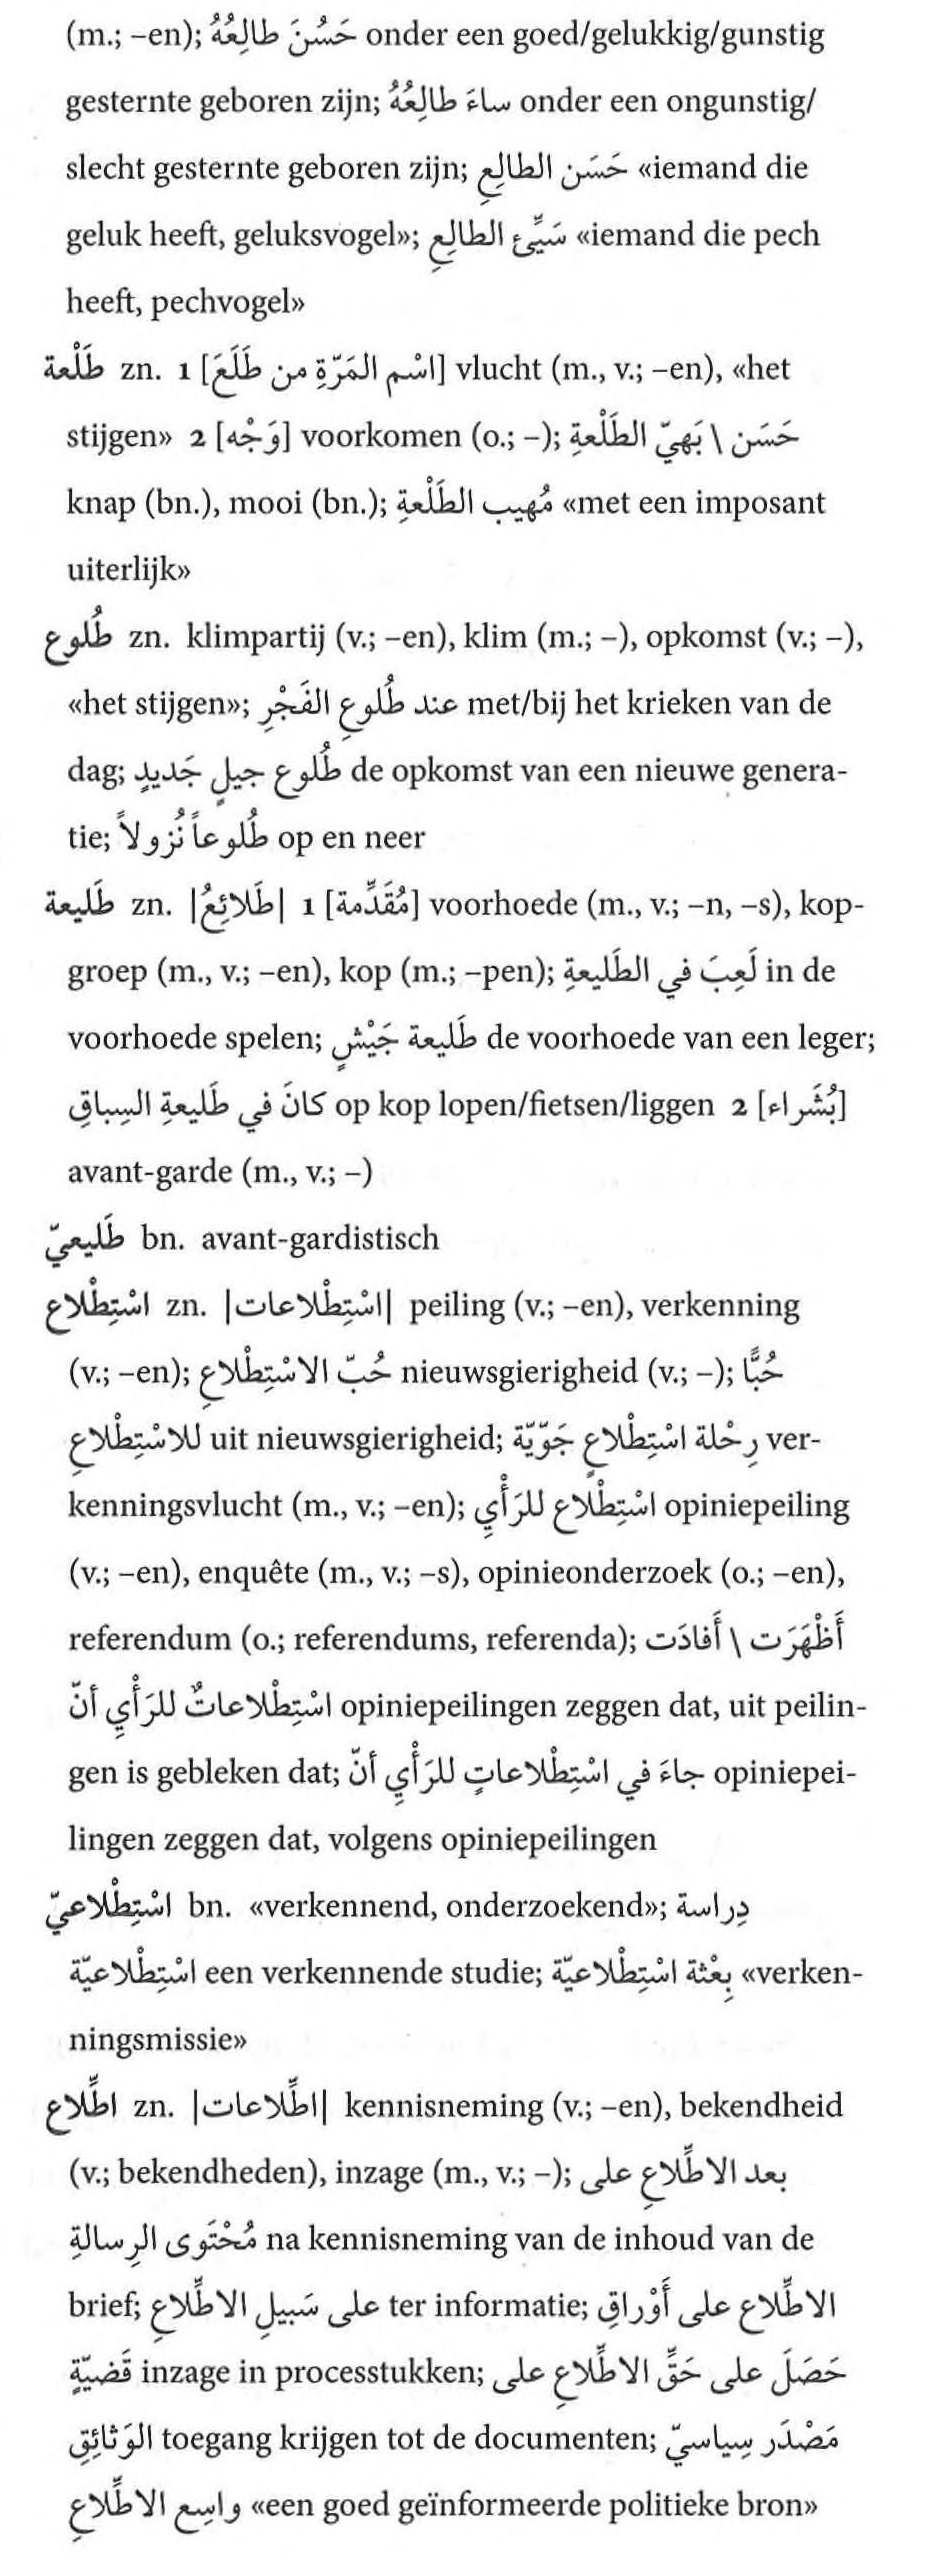 (m.; –en); حَسُنَ طالِعُهُ onder een goed/gelukkig/gunstig
gesternte geboren zijn; ساءَ طالِعُهُ onder een ongunstig/
slecht gesternte geboren zijn; حَسَن الطالِعِ «iemand die
geluk heeft, geluksvogel»; سَيِّئ الطالِعِ «iemand die pech
heeft, pechvogel»
طَلْعة zn. 1 [اسْم المَرّةِ من طَلَعَ] vlucht (m., v.; –en), «het
stijgen» 2 [وَجْه] voorkomen (o.; –); حَسَن \ بَهيّ الطَلْعةِ
knap (bn.), mooi (bn.); مُهيب الطَلْعةِ «met een imposant
uiterlijk»
طُلوع zn. klimpartij (v.; –en), klim (m.; –), opkomst (v.; –),
«het stijgen»; عند طُلوعِ الفَجْرِ met/bij het krieken van de
dag; طُلوع جيلٍ جَديدٍ de opkomst van een nieuwe genera-
tie; طُلوعاً نُزولاً op en neer
طَليعة zn. |طَلائِعُ| 1 [مُقَدِّمة] voorhoede (m., v.; –n, –s), kop-
groep (m., v.; –en), kop (m.; –pen); لَعِبَ في الطَليعةِ in de
voorhoede spelen; طَليعة جَيْشٍ de voorhoede van een leger;
كانَ في طَليعةِ السِباقِ op kop lopen/fietsen/liggen 2 [بُشَراء]
avant-garde (m., v.; –)
طَليعيّ bn. avant-gardistisch
اسْتِطْلاع zn. |اسْتِطْلاعات| peiling (v.; –en), verkenning
(v.; –en); حُبّ الاسْتِطْلاعِ nieuwsgierigheid (v.; –); حُبًّا
للاسْتِطْلاعِ uit nieuwsgierigheid; رِحْلة اسْتِطْلاعٍ جَوّيّة ver-
kenningsvlucht (m., v.; –en); اسْتِطْلاع للرَأْيِ opiniepeiling
(v.; –en), enquête (m., v.; –s), opinieonderzoek (o.; –en),
referendum (o.; referendums, referenda); أَظْهَرَت \ أَفادَت
اسْتِطْلاعاتٌ للرَأْيِ أنّ opiniepeilingen zeggen dat, uit peilin-
gen is gebleken dat; جاءَ في اسْتِطْلاعاتٍ للرَأْيِ أنّ opiniepei-
lingen zeggen dat, volgens opiniepeilingen
اسْتِطْلاعيّ bn. «verkennend, onderzoekend»; دِراسة
اسْتِطْلاعيّة een verkennende studie; بِعْثة اسْتِطْلاعيّة «verken-
ningsmissie»
اطِّلاع zn. |اطِّلاعات| kennisneming (v.; –en), bekendheid
(v.; bekendheden), inzage (m., v.; –); بعد الاطِّلاعِ على
مُحْتَوى الرِسالةِ na kennisneming van de inhoud van de
brief; على سَبيلِ الاطِّلاعِ ter informatie; الاطِّلاع على أَوْراقِ
قَضيّةٍ inzage in processtukken; حَصَلَ على حَقِّ الاطِّلاعِ على
الوَثائِقِ toegang krijgen tot de documenten; مَصْدَر سِياسيّ
واسِع الاطِّلاعِ «een goed geïnformeerde politieke bron»